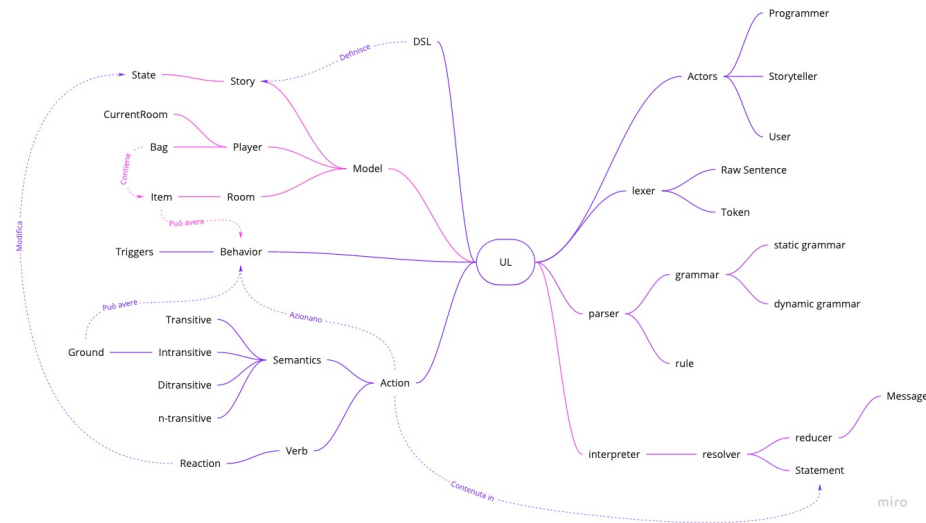 Programmer
DSL
Definisce
State
Story
Actors
Storyteller
CurrentRoom
User
Bag
Player
Contiene
Model
Raw Sentence
lexer
Item
Room
Token
Può avere
Modifica
Triggers
Behavior
UL
static grammar
grammar
dynamic grammar
Può avere
Azionano
parser
Transitive
Ground
Intransitive
Semantics
rule
Ditransitive
Action
n-transitive
Message
reducer
Verb
interpreter
resolver
Reaction
Statement
Contenuta in
miro